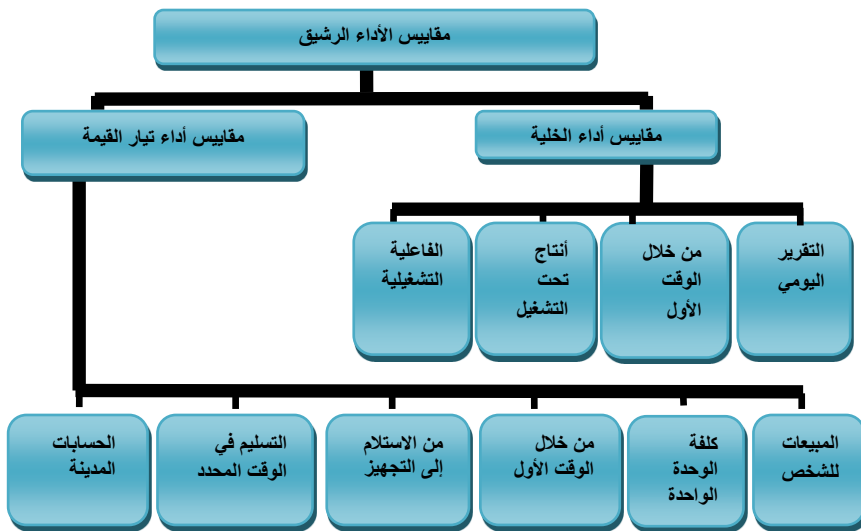 مقاييس الأداء الرشيق
مقاييس أداء الخلية
مقاييس أداء تيار القيمة
التقرير
اليومي
من خلال
الوقت
الأول
أنتاج
تحت
التشغيل
الفاعلية
التشغيلية
المبيعات
للشخص
كلفة
الوحدة
الواحدة
من خلال
الوقت الأول
من الاستلام
إلى التجهيز
التسليم في
الوقت المحدد
الحسابات
المدينة